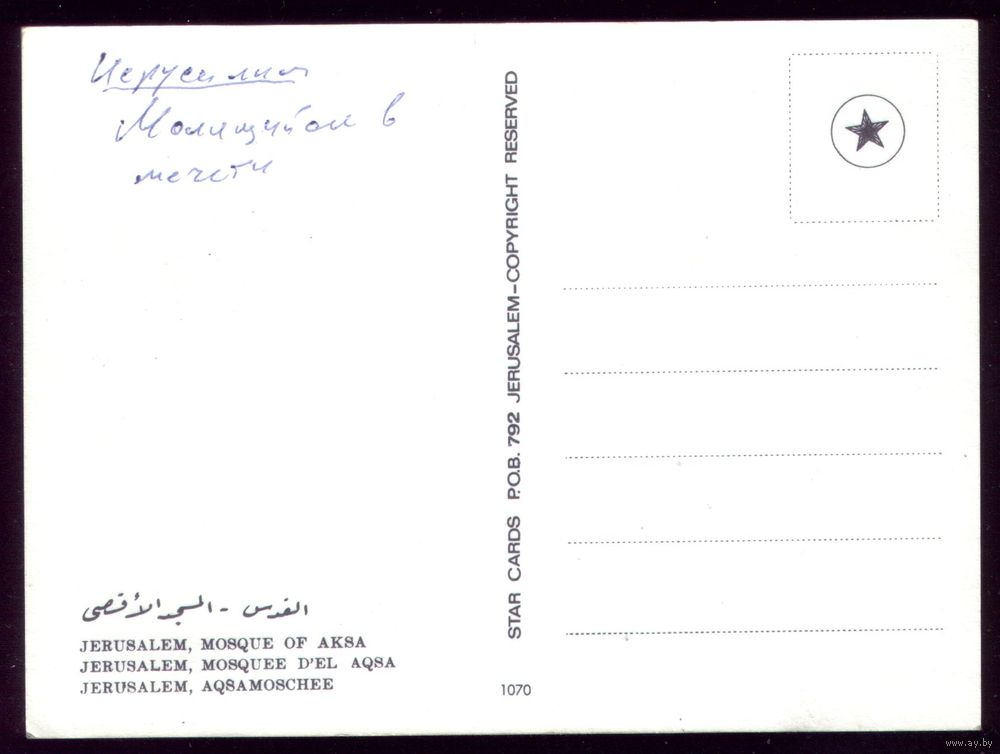 Иерусалим
Молящийся в
мечети
القدس - المسجد الأقصى
JERUSALEM, MOSQUE OF AKSA
JERUSALEM, MOSQUEE D'EL AQSA
JERUSALEM, AQSAMOSCHEE
STAR CARDS P.O.B. 792 JERUSALEM-COPYRIGHT RESERVED
1070
www.ay.by